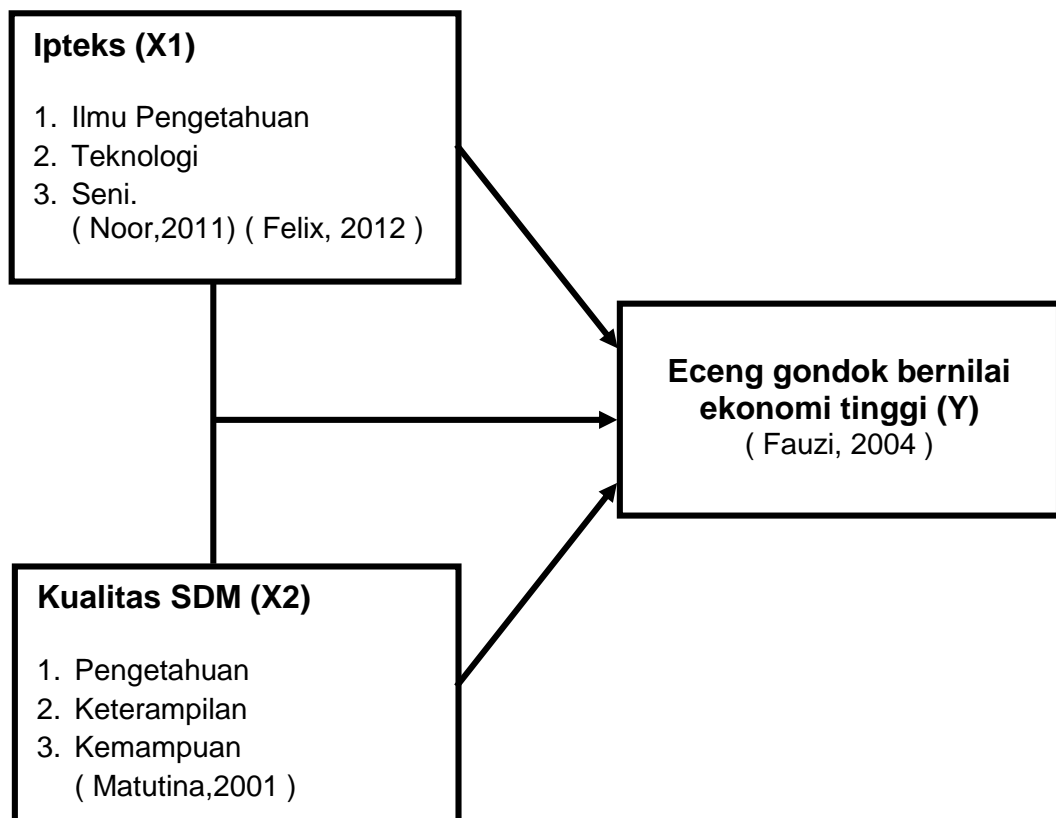 Ipteks (X1)
1. Ilmu Pengetahuan
2. Teknologi
3. Seni.
( Noor,2011) ( Felix, 2012 )
Eceng gondok bernilai
ekonomi tinggi (Y)
( Fauzi, 2004 )
Kualitas SDM (X2)
1. Pengetahuan
2. Keterampilan
3. Kemampuan
( Matutina,2001 )